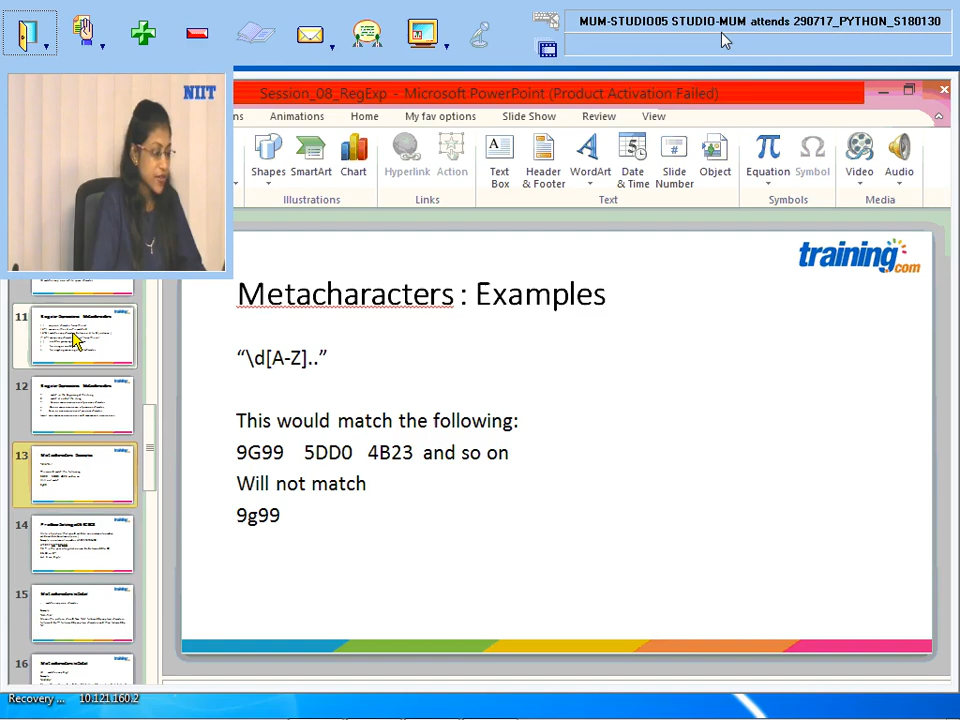 MUM-STUDIO05 STUDIO-MUM attends 290717_PYTHON_S180130
NIIT
Session_08_RegExp - Microsoft PowerPoint (Product Activation Failed)
ns Animations Home My fav options Slide Show Review View
Shapes SmartArt Chart Hyperlink Action Text Box Header & Footer WordArt Date & Time Slide Number Object Equation Symbol Video Audio
Illustrations Links Text Symbols Media
training.com
Metacharacters : Examples
“\d[A-Z]..”
This would match the following:
9G99 5DD0 4B23 and so on
Will not match
9g99
11
12
13
14
15
16
Recovery ... 10.121.160.2